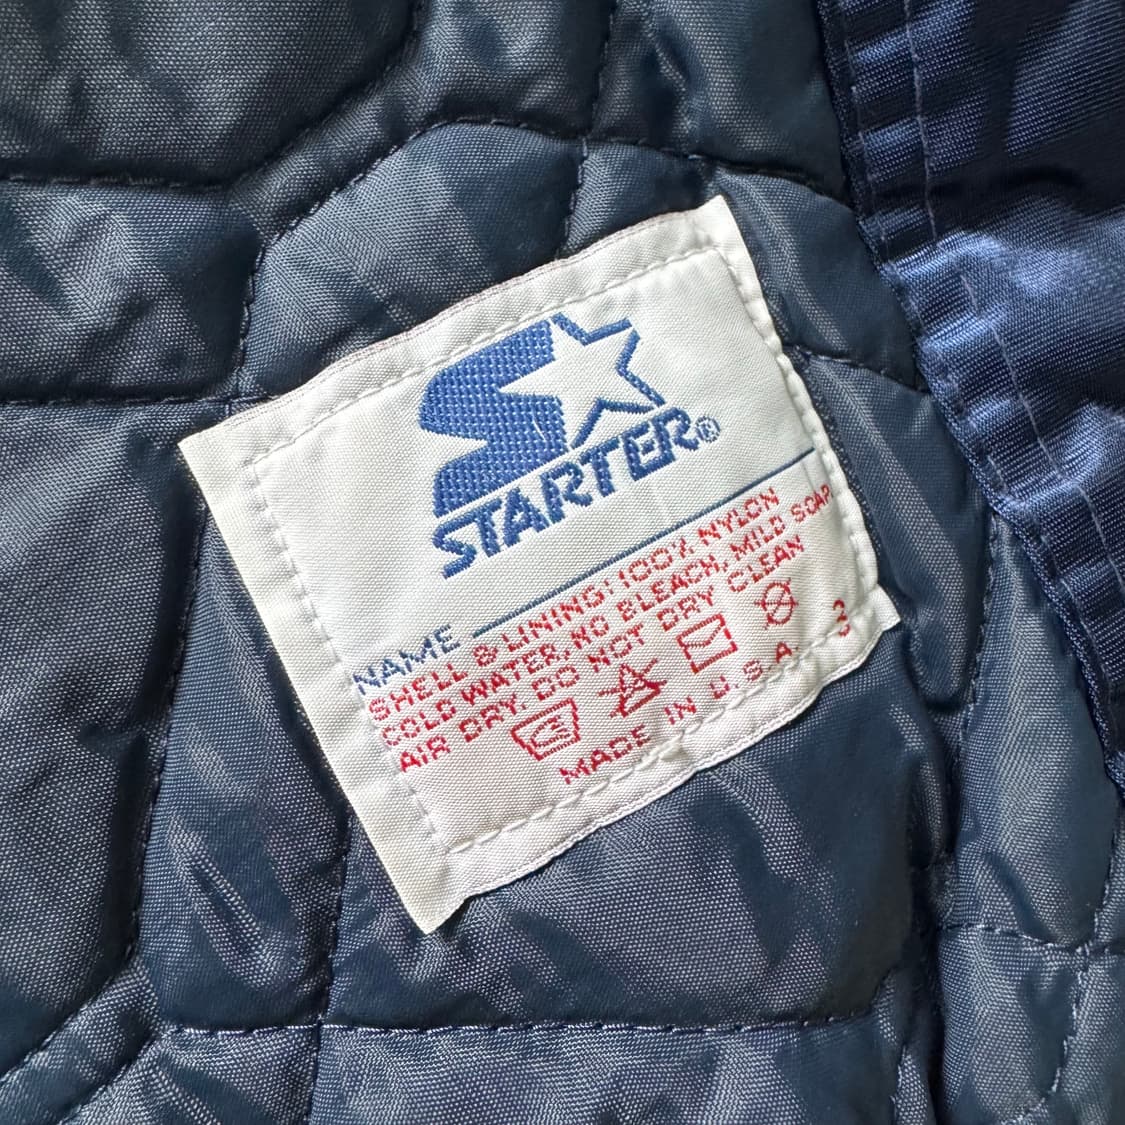 STARTER®
NAME
SHELL & LINING: 100% NYLON
COLD WATER, NO BLEACH, MILD SOAP
AIR DRY. DO NOT DRY CLEAN
MADE IN U.S.A.